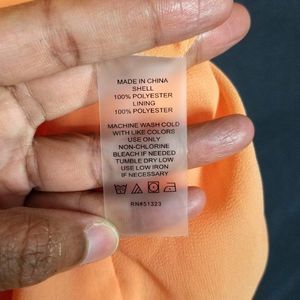 MADE IN CHINA
SHELL
100% POLYESTER
LINING
100% POLYESTER
MACHINE WASH COLD
WITH LIKE COLORS
USE ONLY
NON-CHLORINE
BLEACH IF NEEDED
TUMBLE DRY LOW
USE LOW IRON
IF NECESSARY
RN#51323